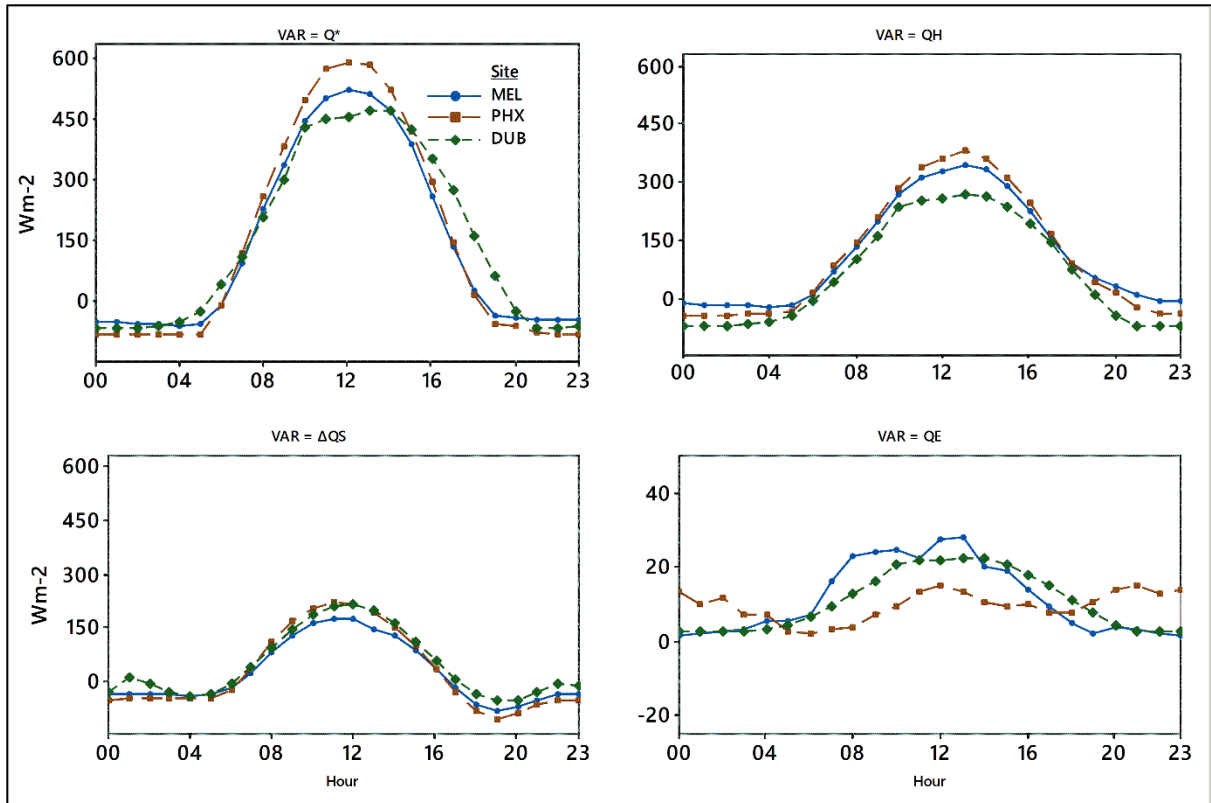 VAR = Q*
600
450
300
150
0
Wm-2
00 04 08 12 16 20 23
Site
MEL
PHX
DUB
VAR = QH
600
450
300
150
0
00 04 08 12 16 20 23
VAR = ΔQS
600
450
300
150
0
Wm-2
00 04 08 12 16 20 23
Hour
VAR = QE
40
20
0
-20
00 04 08 12 16 20 23
Hour